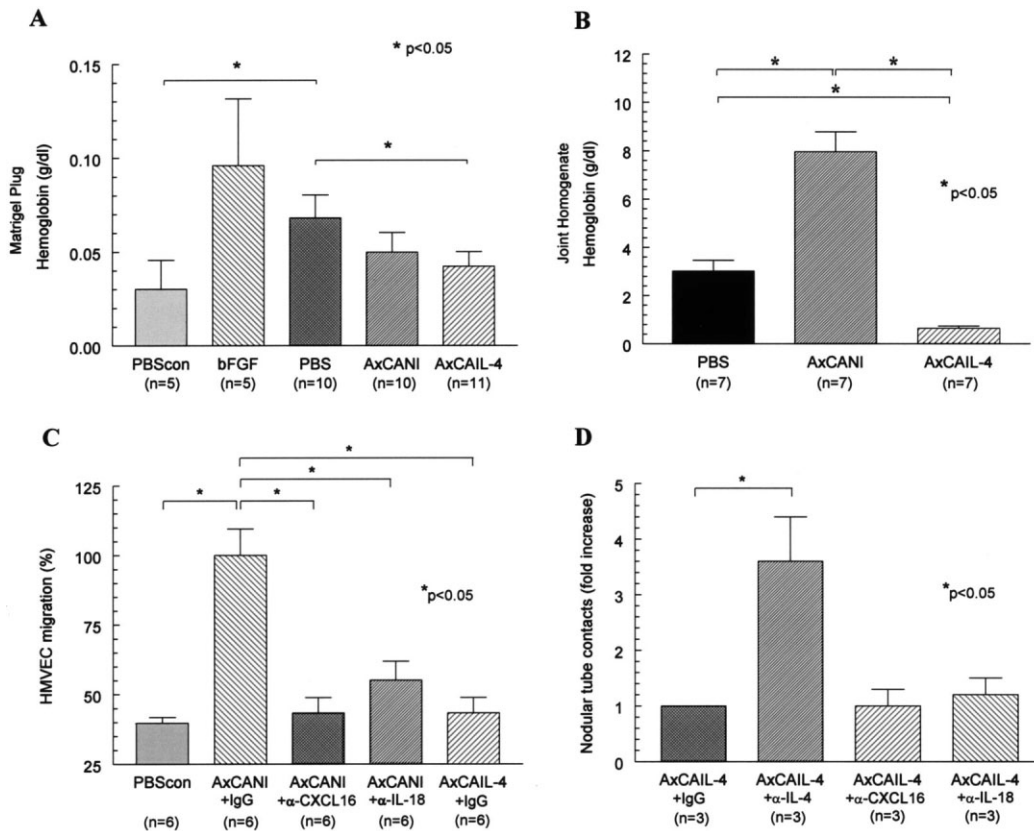 A
* p<0.05
*
*
Matrigel Plug
Hemoglobin (g/dl)
0.15
0.10
0.05
0.00
PBScon bFGF PBS AxCANI AxCAIL-4
(n=5) (n=5) (n=10) (n=10) (n=11)
B
* *
*
* p<0.05
Joint Homogenate
Hemoglobin (g/dl)
12
10
8
6
4
2
0
PBS AxCANI AxCAIL-4
(n=7) (n=7) (n=7)
C
*
*
* *
*p<0.05
HMVEC migration (%)
125
100
75
50
25
PBScon AxCANI AxCANI AxCANI AxCAIL-4
+IgG +α-CXCL16 +α-IL-18 +IgG
(n=6) (n=6) (n=6) (n=6) (n=6)
D
*
*p<0.05
Nodular tube contacts (fold increase)
5
4
3
2
1
0
AxCAIL-4 AxCAIL-4 AxCAIL-4 AxCAIL-4
+IgG +α-IL-4 +α-CXCL16 +α-IL-18
(n=3) (n=3) (n=3) (n=3)